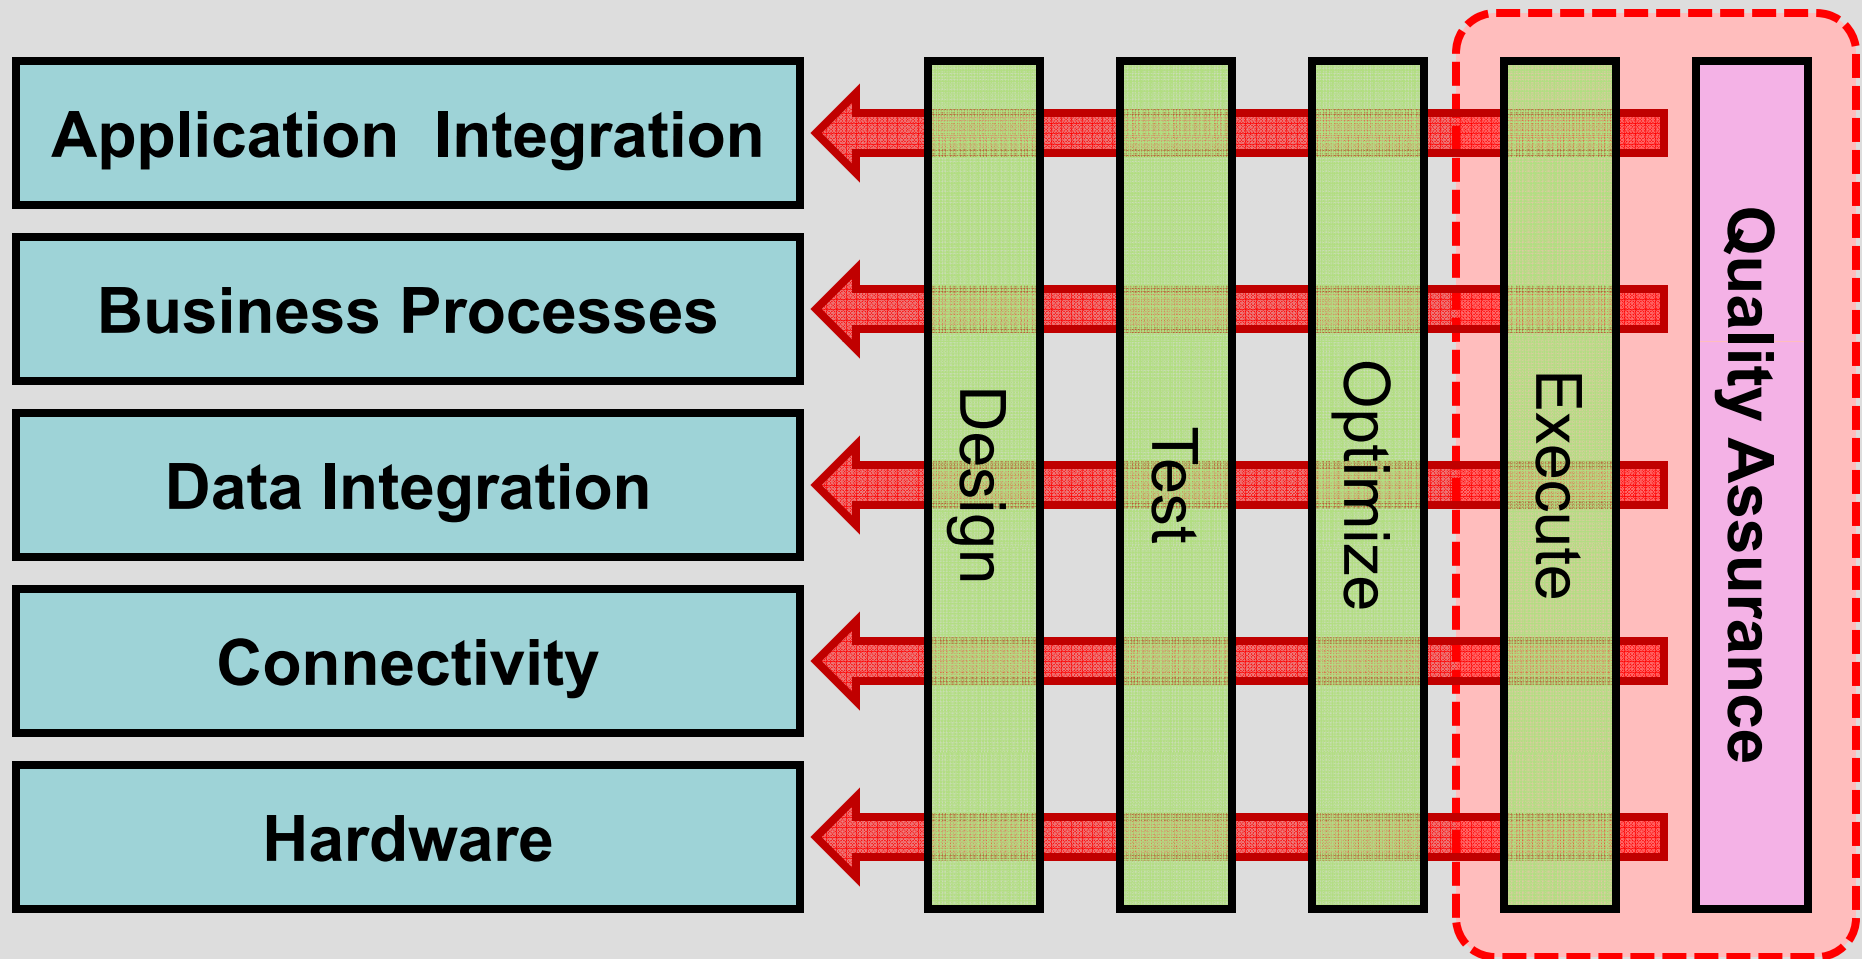 Application  Integration
Business Processes
Data Integration
Connectivity
Hardware
Design
Test
Optimize
Execute
Quality Assurance